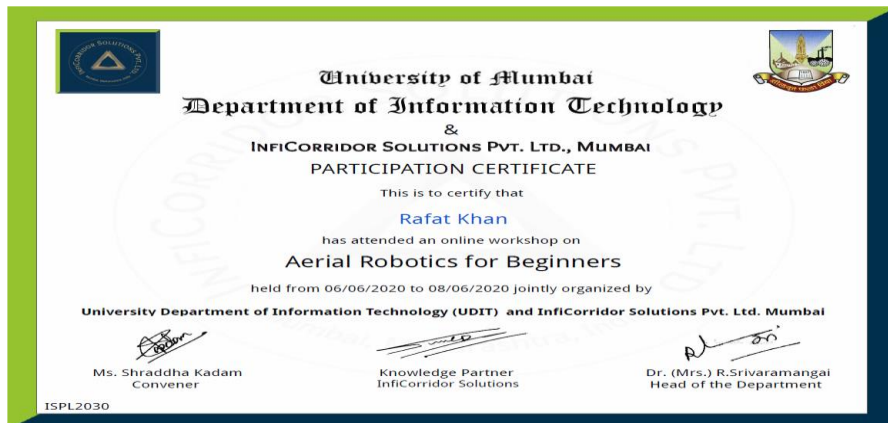 University of Mumbai
Department of Information Technology
&
INFICORRIDOR SOLUTIONS PVT. LTD., MUMBAI
PARTICIPATION CERTIFICATE
This is to certify that
Rafat Khan
has attended an online workshop on
Aerial Robotics for Beginners
held from 06/06/2020 to 08/06/2020 jointly organized by
University Department of Information Technology (UDIT) and InfiCorridor Solutions Pvt. Ltd. Mumbai
Ms. Shraddha Kadam
Convener
Knowledge Partner
InfiCorridor Solutions
Dr. (Mrs.) R.Srivaramangai
Head of the Department
ISPL2030